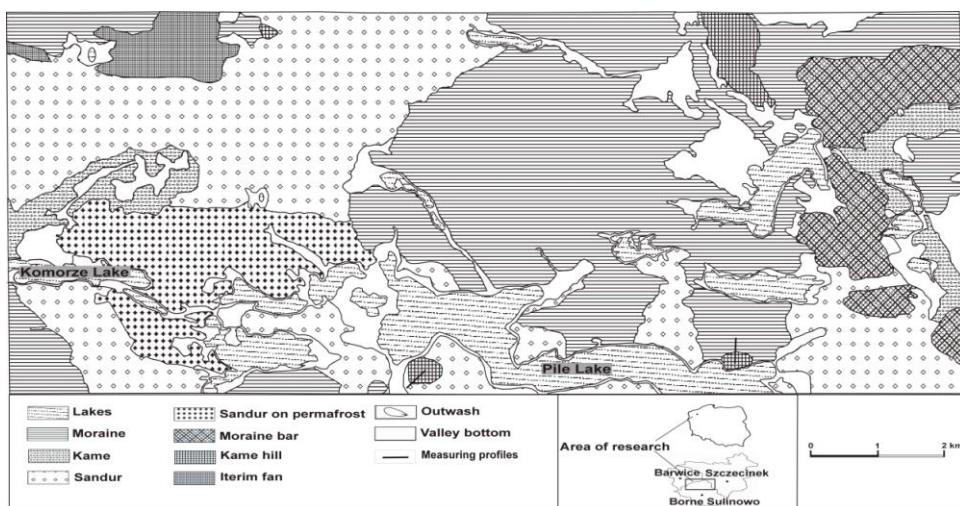 Komorze Lake
Pile Lake
Lakes
Moraine
Kame
Sandur
Sandur on permafrost
Moraine bar
Kame hill
Iterim fan
Outwash
Valley bottom
Measuring profiles
Area of research
Barwice Szczecinek
Borne Sulinowo
0 1 2 km